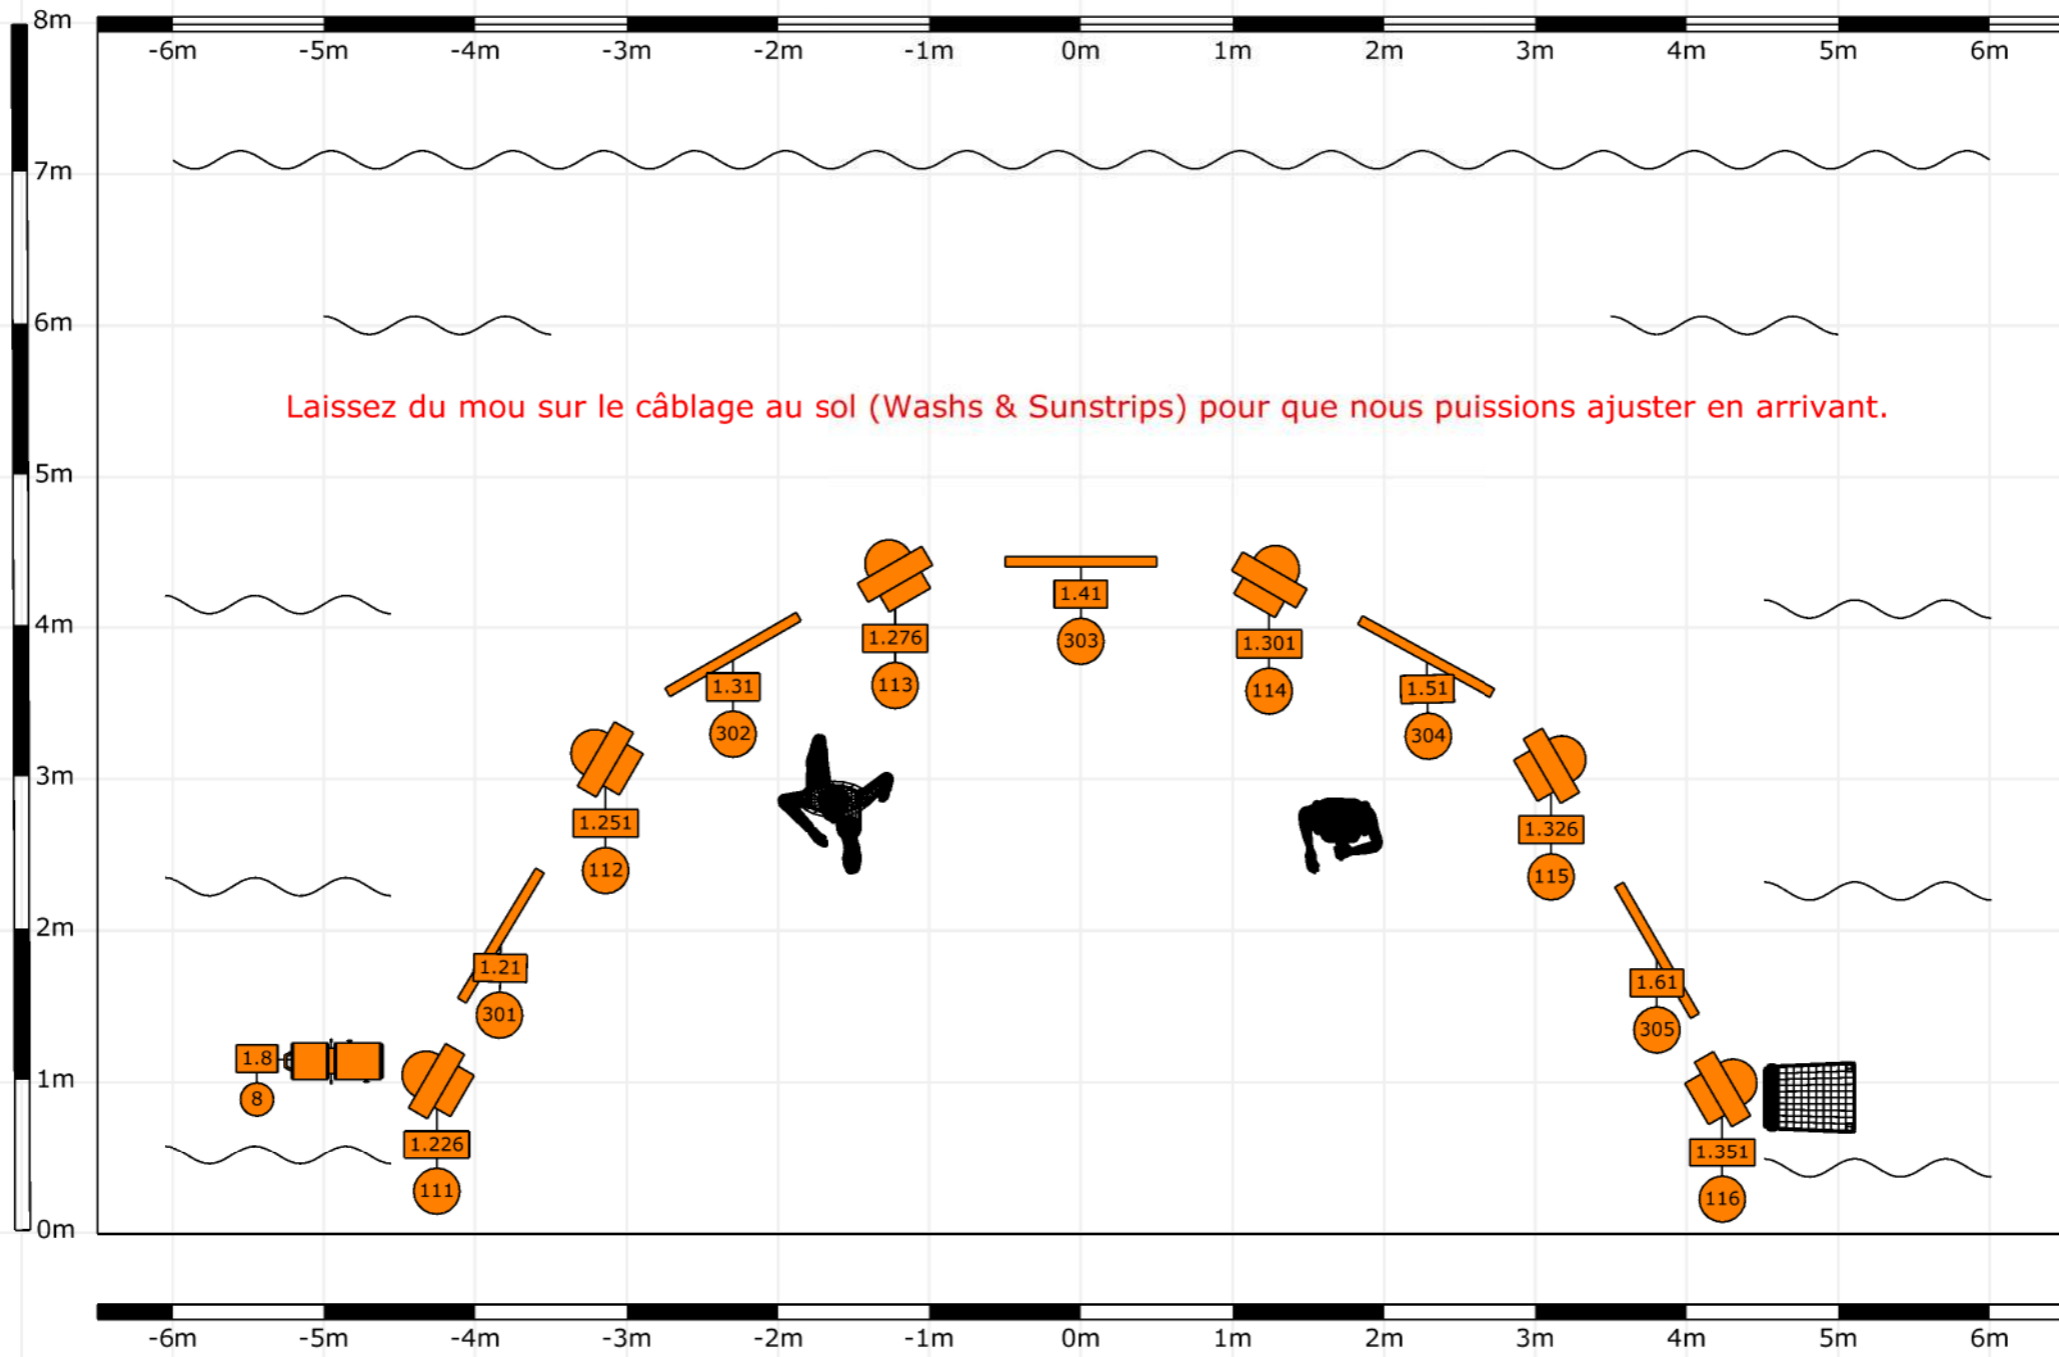 8m
-6m -5m -4m -3m -2m -1m 0m 1m 2m 3m 4m 5m 6m
7m
6m
Laissez du mou sur le câblage au sol (Washs & Sunstrips) pour que nous puissions ajuster en arrivant.
5m
1.41
4m
1.276 303 1.301
1.31 113 114 1.51
302 304
3m
1.251 1.326
112 115
2m
1.21 1.61
301 305
1.8
1m
8
1.226 1.351
111 116
0m
-6m -5m -4m -3m -2m -1m 0m 1m 2m 3m 4m 5m 6m